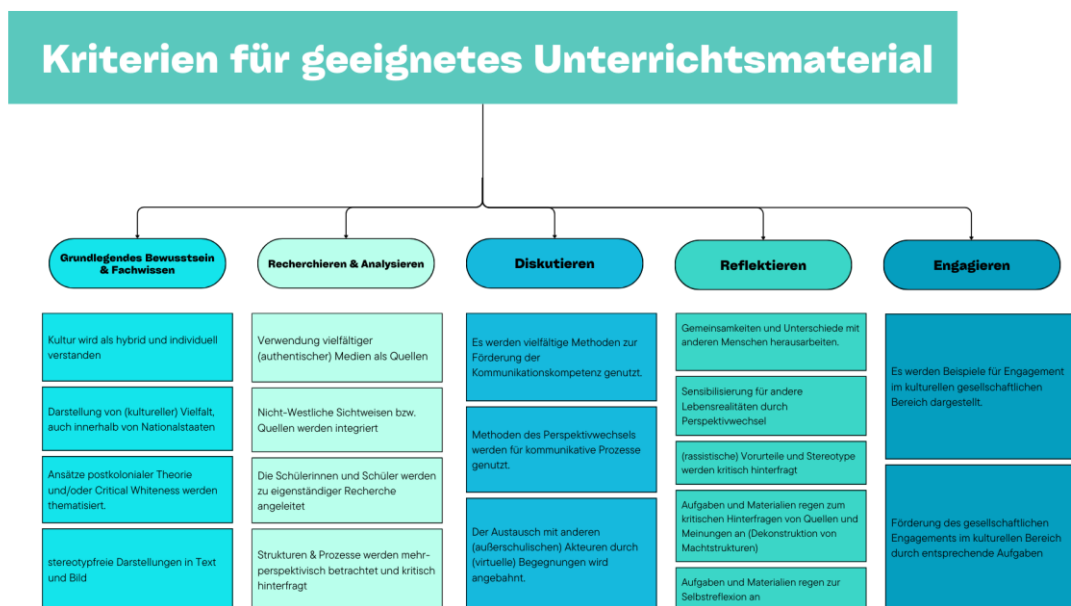 Kriterien für geeignetes Unterrichtsmaterial
Grundlegendes Bewusstsein
& Fachwissen
Kultur wird als hybrid und individuell
verstanden
Darstellung von (kultureller) Vielfalt,
auch innerhalb von Nationalstaaten
Ansätze postkolonialer Theorie
und/oder Critical Whiteness werden
thematisiert.
stereotypfreie Darstellungen in Text
und Bild
Recherchieren & Analysieren
Verwendung vielfältiger
(authentischer) Medien als Quellen
Nicht-Westliche Sichtweisen bzw.
Quellen werden integriert
Die Schülerinnen und Schüler werden
zu eigenständiger Recherche
angeleitet
Strukturen & Prozesse werden mehr-
perspektivisch betrachtet und kritisch
hinterfragt
Diskutieren
Es werden vielfältige Methoden zur
Förderung der
Kommunikationskompetenz genutzt.
Methoden des Perspektivwechsels
werden für kommunikative Prozesse
genutzt.
Der Austausch mit anderen
(außerschulischen) Akteuren durch
(virtuelle) Begegnungen wird
angebahnt.
Reflektieren
Gemeinsamkeiten und Unterschiede mit
anderen Menschen herausarbeiten.
Sensibilisierung für andere
Lebensrealitäten durch
Perspektivwechsel
(rassistische) Vorurteile und Stereotype
werden kritisch hinterfragt
Aufgaben und Materialien regen zum
kritischen Hinterfragen von Quellen und
Meinungen an (Dekonstruktion von
Machtstrukturen)
Aufgaben und Materialien regen zur
Selbstreflexion an
Engagieren
Es werden Beispiele für Engagement
im kulturellen gesellschaftlichen
Bereich dargestellt.
Förderung des gesellschaftlichen
Engagements im kulturellen Bereich
durch entsprechende Aufgaben